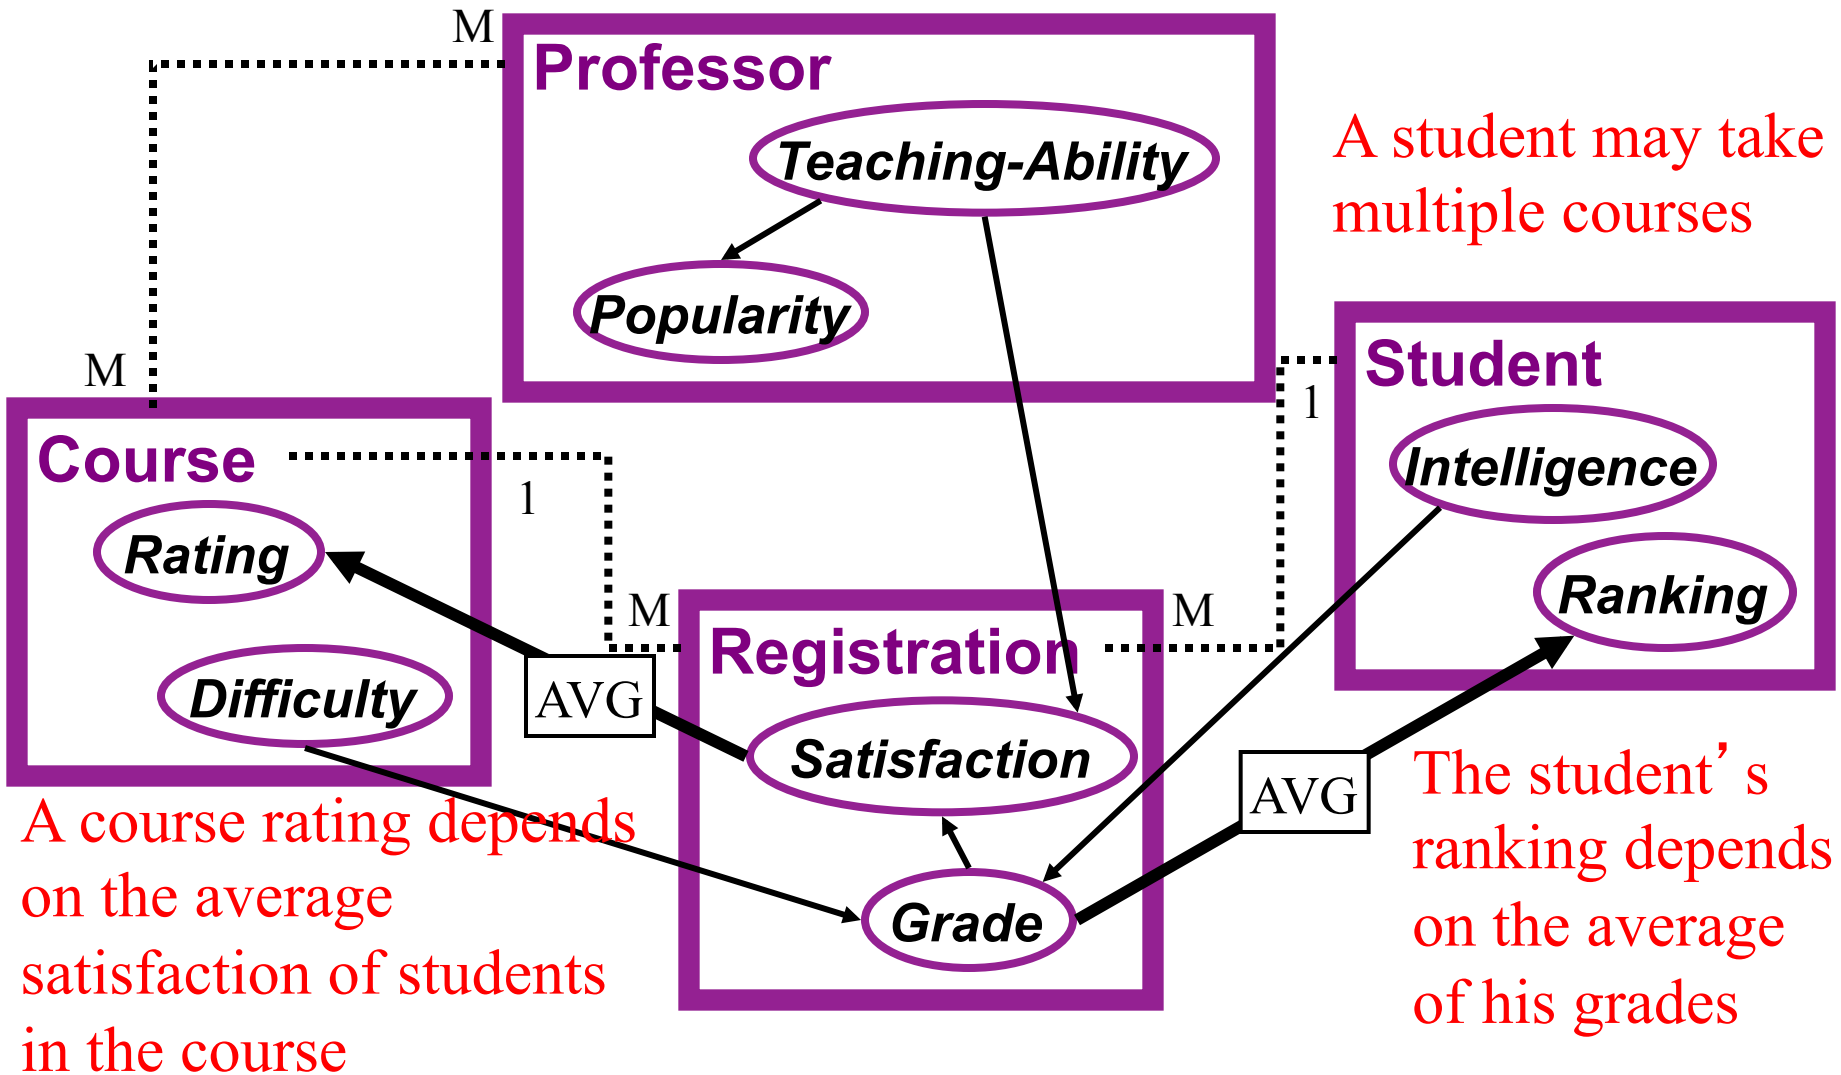 M
Professor
Teaching-Ability
Popularity
A student may take
multiple courses
M
Course
1
Rating
Difficulty
1
Student
Intelligence
Ranking
M
M
Registration
AVG
Satisfaction
AVG
Grade
A course rating depends
on the average
satisfaction of students
in the course
The student’s
ranking depends
on the average
of his grades